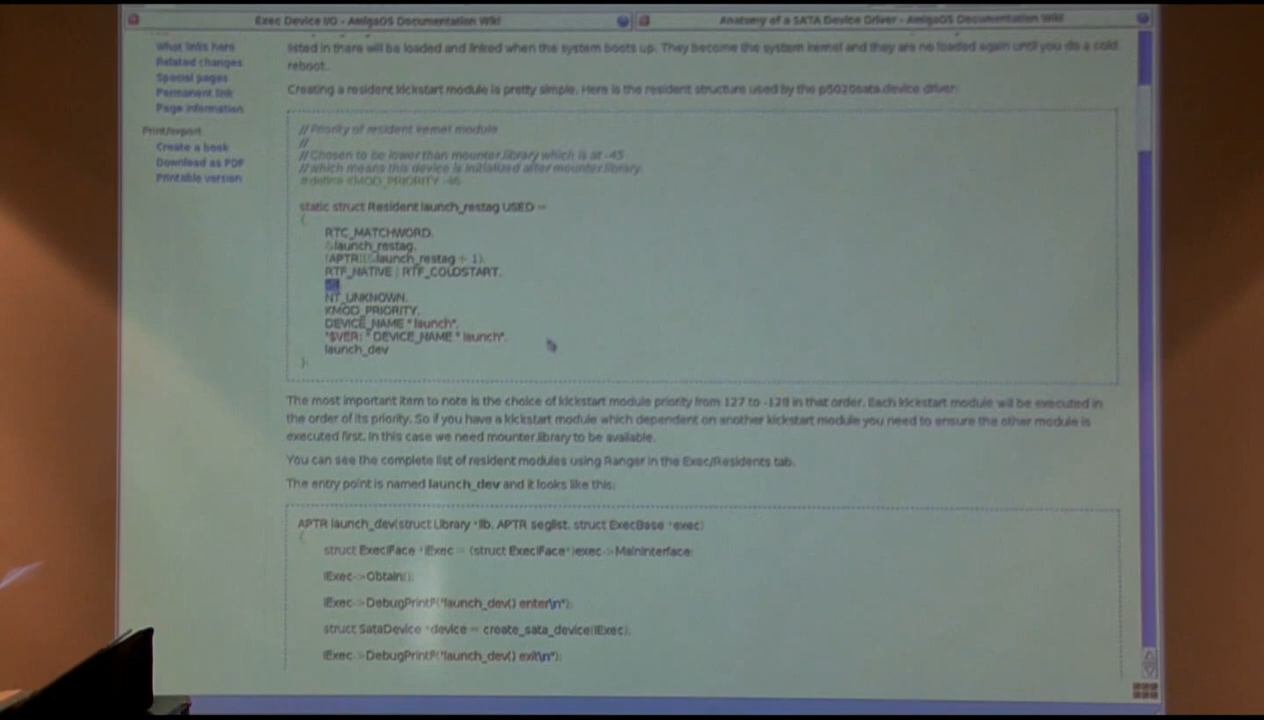 Exec Device I/O - AmigaOS Documentation Wiki
Anatomy of a SATA Device Driver - AmigaOS Documentation Wiki
What links here
Related changes
Special pages
Permanent link
Page information
Print/export
Create a book
Download as PDF
Printable version
listed in there will be loaded and linked when the system boots up. They become the system kernel and they are no loaded again until you do a cold
reboot.
Creating a resident kickstart module is pretty simple. Here is the resident structure used by the p5020sata.device driver:
// Priority of resident kernel module
//
// Chosen to be lower than mounter.library which is at -45
// which means this device is initialized after mounter.library.
#define KMOD_PRIORITY -46
static struct Resident launch_restag USED =
{
RTC_MATCHWORD,
&launch_restag,
(APTR)(&launch_restag + 1),
RTF_NATIVE | RTF_COLDSTART,
NT_UNKNOWN,
KMOD_PRIORITY,
DEVICE_NAME " launch",
"$VER: " DEVICE_NAME " launch",
launch_dev
};
The most important item to note is the choice of kickstart module priority from 127 to -128 in that order. Each kickstart module will be executed in
the order of its priority. So if you have a kickstart module which dependent on another kickstart module you need to ensure the other module is
executed first. In this case we need mounter.library to be available.
You can see the complete list of resident modules using Ranger in the Exec/Residents tab.
The entry point is named launch_dev and it looks like this:
APTR launch_dev(struct Library *lib, APTR seglist, struct ExecBase *exec)
{
struct ExecIFace *IExec = (struct ExecIFace*)exec->MainInterface;
IExec->Obtain();
IExec->DebugPrintF("launch_dev() enter\n");
struct SataDevice *device = create_sata_device(IExec);
IExec->DebugPrintF("launch_dev() exit\n");